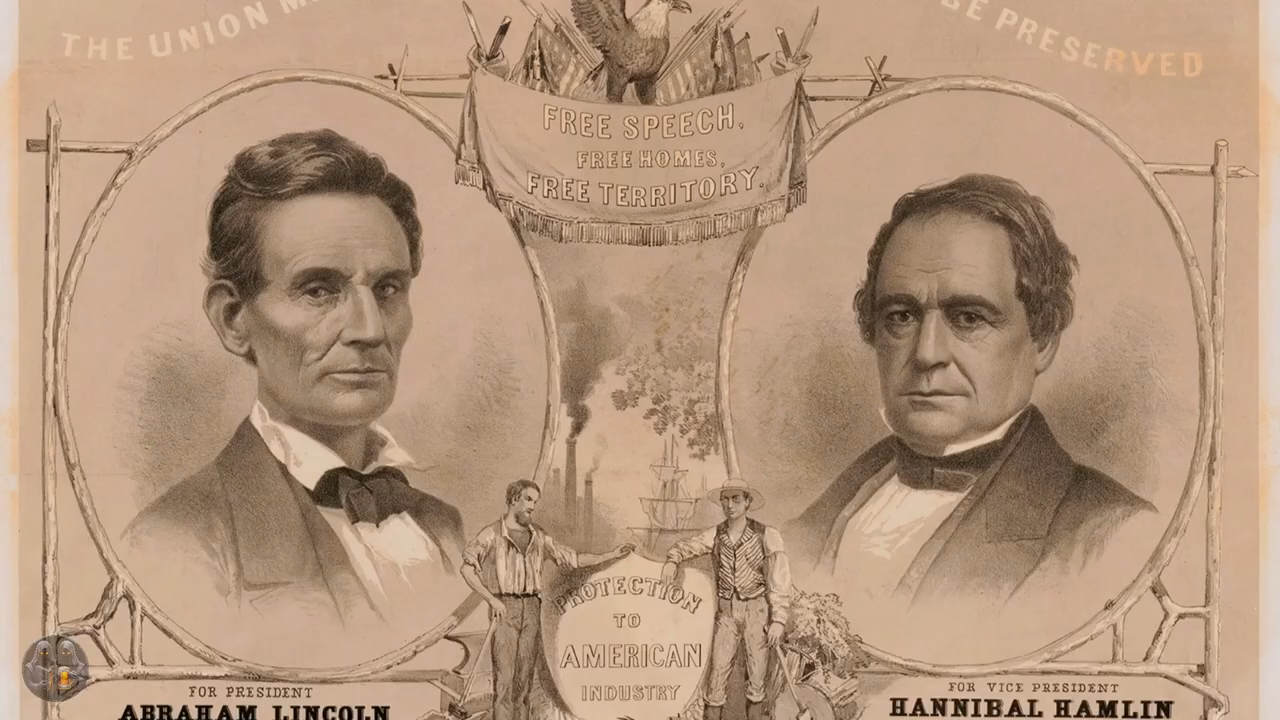 THE UNION M
BE PRESERVED
FREE SPEECH,
FREE HOMES,
FREE TERRITORY.
PROTECTION
TO
AMERICAN
INDUSTRY
FOR PRESIDENT
ABRAHAM LINCOLN
FOR VICE PRESIDENT
HANNIBAL HAMLIN